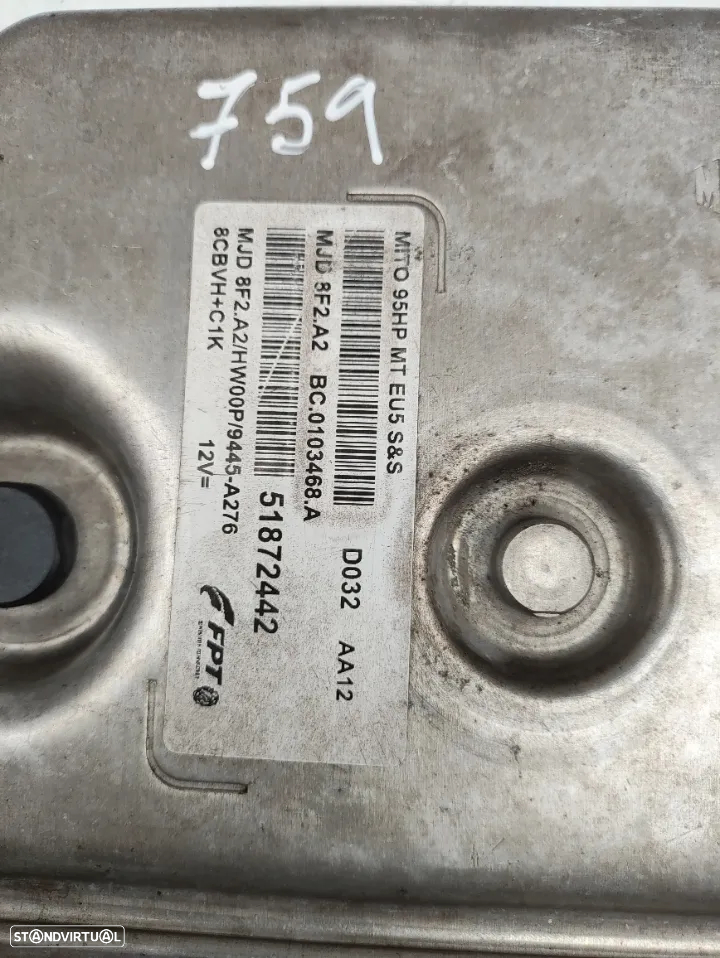 759
MITO 95HP MT EU5 S&S
D032 AA12
MJD 8F2.A2 BC.0103468.A
51872442
MJD 8F2.A2/HW00P/9445-A276
8CBVH+C1K 12V=
FPT
STANDVIRTUAL